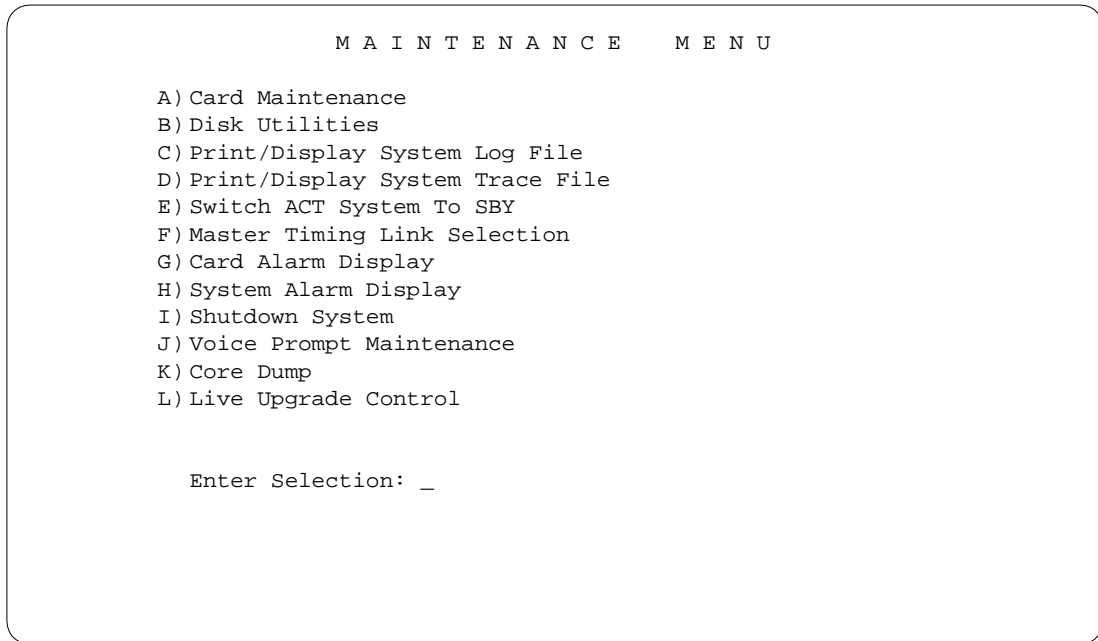 M A I N T E N A N C E   M E N U
A) Card Maintenance
B) Disk Utilities
C) Print/Display System Log File
D) Print/Display System Trace File
E) Switch ACT System To SBY
F) Master Timing Link Selection
G) Card Alarm Display
H) System Alarm Display
I) Shutdown System
J) Voice Prompt Maintenance
K) Core Dump
L) Live Upgrade Control
Enter Selection: _